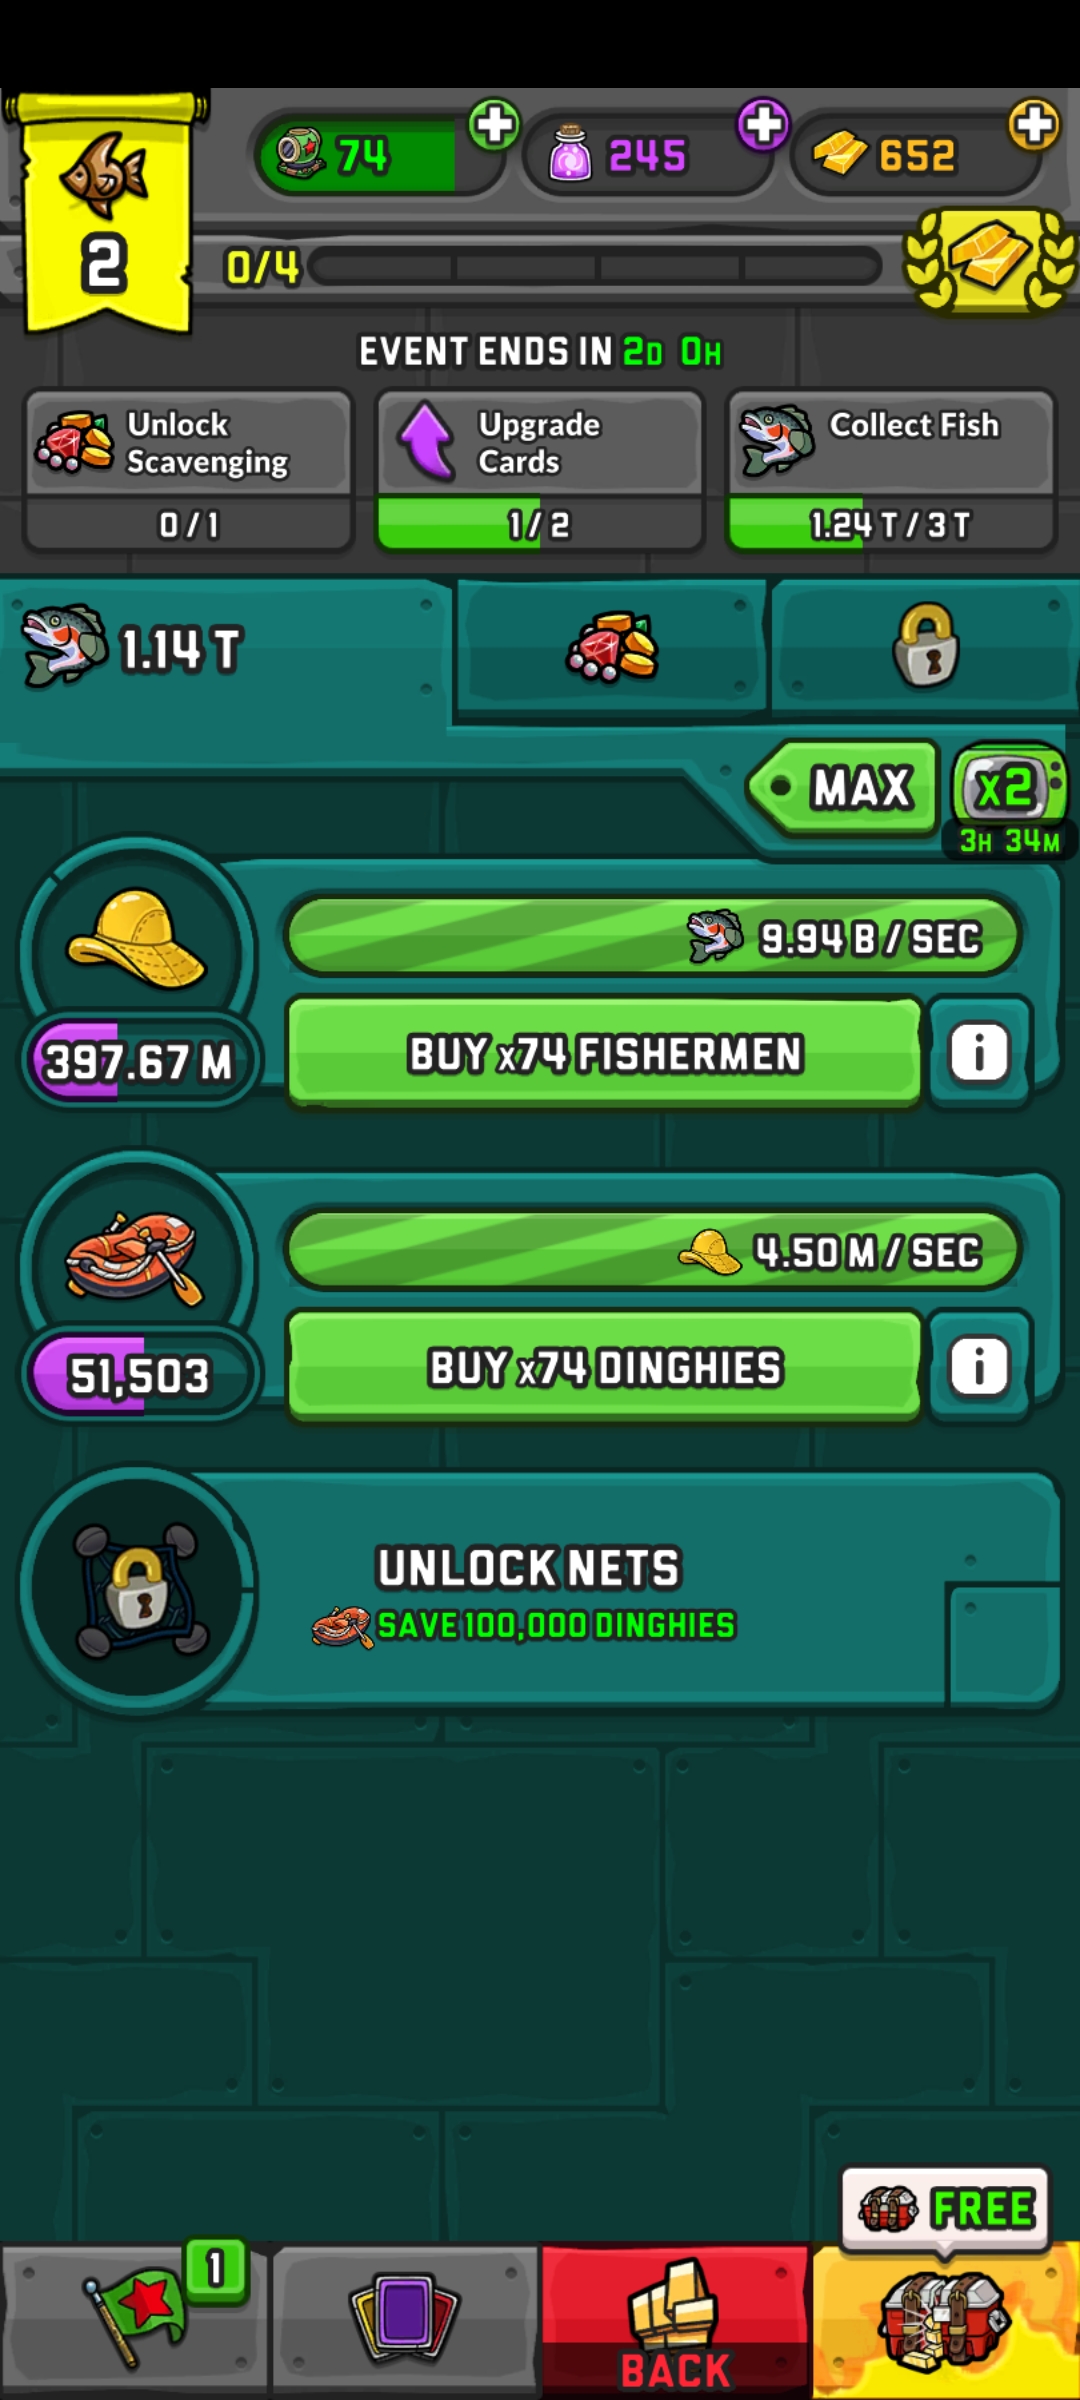 74
245
652
2
0/4
EVENT ENDS IN 2D 0H
Unlock
Scavenging
0 / 1
Upgrade
Cards
1 / 2
Collect Fish
1.24 T / 3 T
1.14 T
MAX
x2
3H 34M
9.94 B / SEC
397.67 M
BUY x74 FISHERMEN
i
4.50 M / SEC
51,503
BUY x74 DINGHIES
i
UNLOCK NETS
SAVE 100,000 DINGHIES
FREE
1
BACK